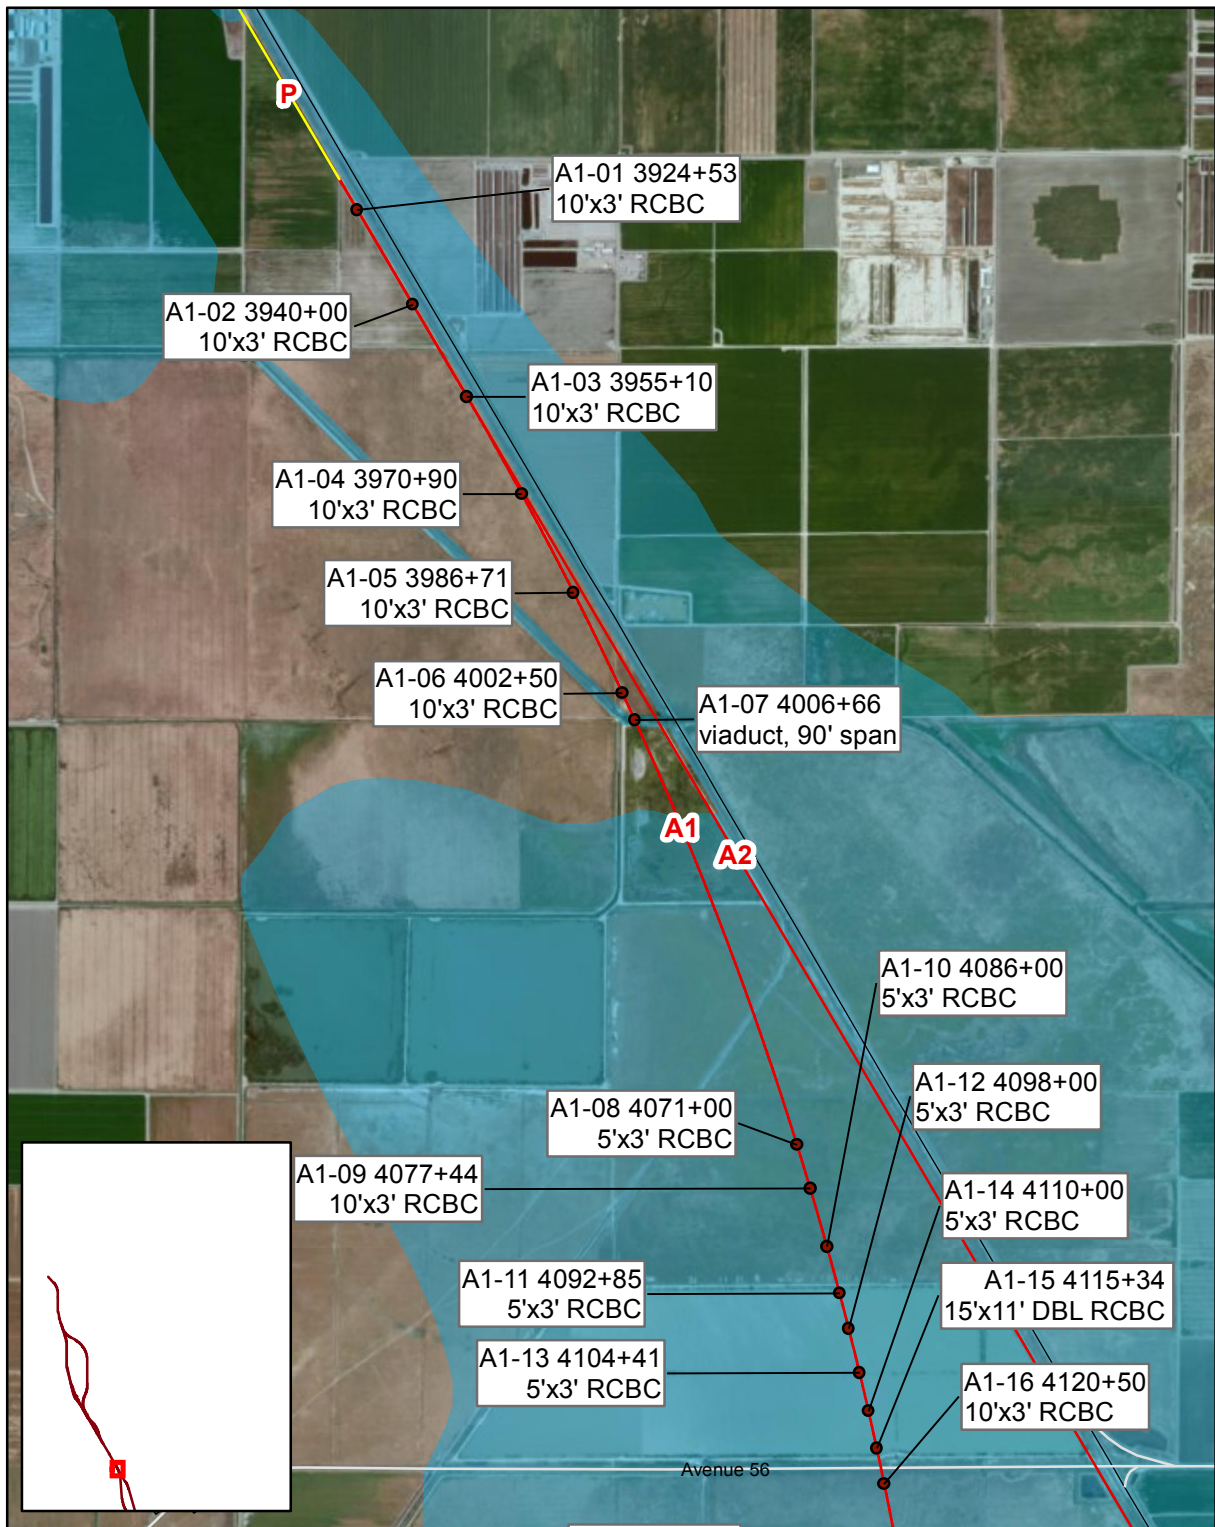 P
A1-01 3924+53
10'x3' RCBC
A1-02 3940+00
10'x3' RCBC
A1-03 3955+10
10'x3' RCBC
A1-04 3970+90
10'x3' RCBC
A1-05 3986+71
10'x3' RCBC
A1-06 4002+50
10'x3' RCBC
A1-07 4006+66
viaduct, 90' span
A1
A2
A1-10 4086+00
5'x3' RCBC
A1-12 4098+00
5'x3' RCBC
A1-08 4071+00
5'x3' RCBC
A1-09 4077+44
10'x3' RCBC
A1-14 4110+00
5'x3' RCBC
A1-11 4092+85
5'x3' RCBC
A1-15 4115+34
15'x11' DBL RCBC
A1-13 4104+41
5'x3' RCBC
A1-16 4120+50
10'x3' RCBC
Avenue 56